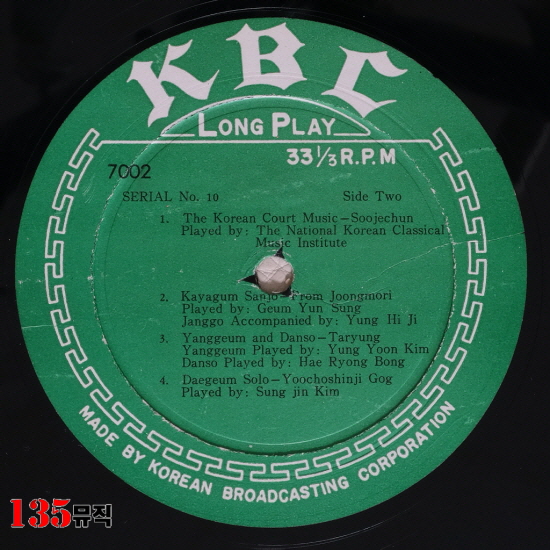 KBC
LONG PLAY
33 1/3 R.P.M
7002
SERIAL No. 10 Side Two
1. The Korean Court Music—Soojechun
Played by: The National Korean Classical
Music Institute
2. Kayagum Sanjo—From Joongmori
Played by: Geum Yun Sung
Janggo Accompanied by: Yung Hi Ji
3. Yanggeum and Danso—Taryung
Yanggeum Played by: Yung Yoon Kim
Danso Played by: Hae Ryong Bong
4. Daegeum Solo—Yoochoshinji Gog
Played by: Sung jin Kim
MADE BY KOREAN BROADCASTING CORPORATION
135뮤직